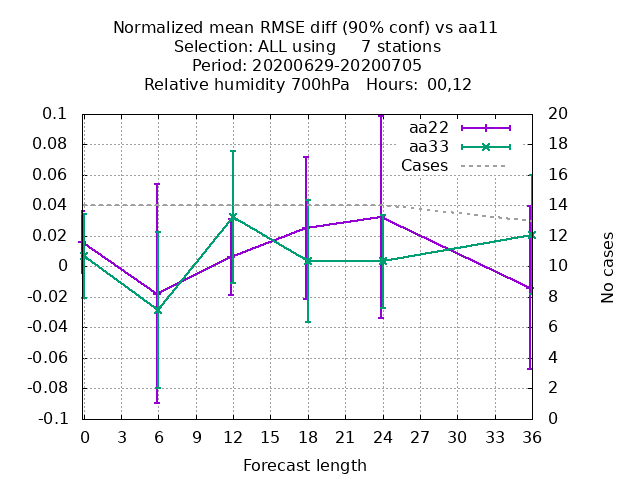 Normalized mean RMSE diff (90% conf) vs aa11
Selection: ALL using     7 stations
Period: 20200629-20200705
Relative humidity 700hPa   Hours: 00,12
aa22
aa33
Cases
0.1
0.08
0.06
0.04
0.02
0
-0.02
-0.04
-0.06
-0.08
-0.1
20
18
16
14
12
10
8
6
4
2
0
No cases
0 3 6 9 12 15 18 21 24 27 30 33 36
Forecast length